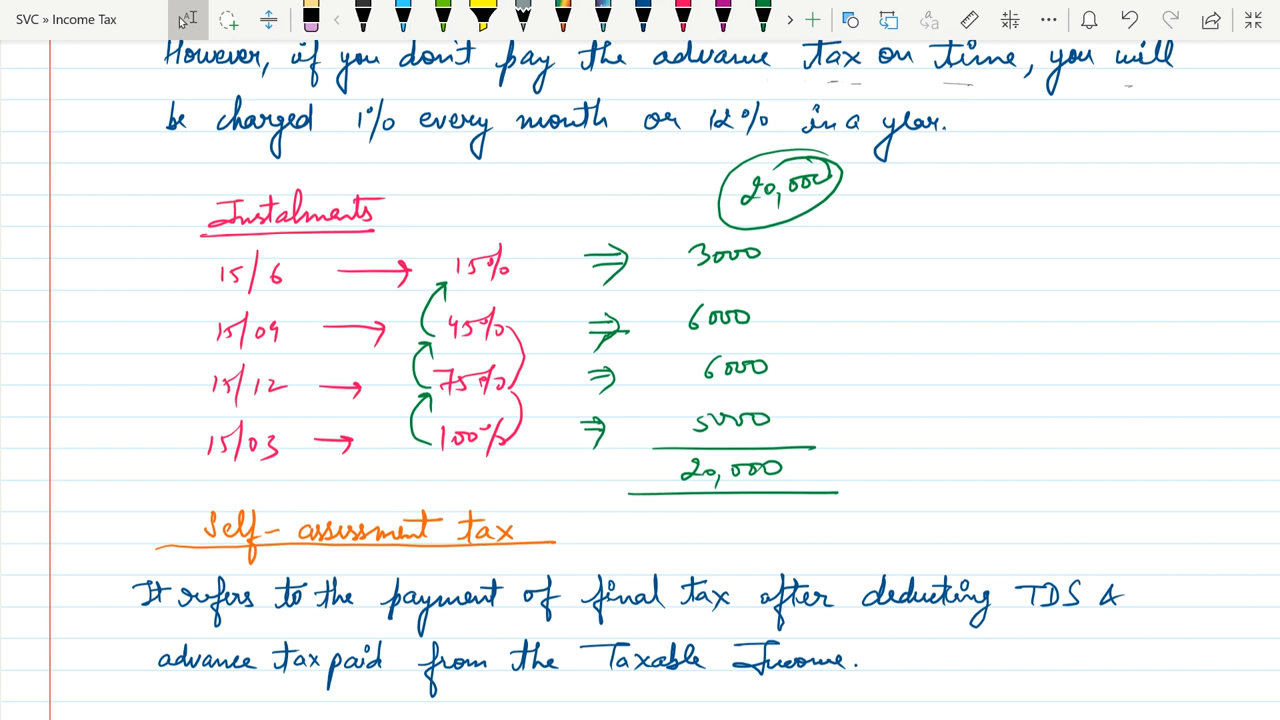 SVC » Income Tax
However, if you don't pay the advance tax on time, you will
be charged 1% every month or 12% in a year.
20,000
Instalments
15/6 → 15% ⇒ 3000
15/09 → 45% ⇒ 6000
15/12 → 75% ⇒ 6000
15/03 → 100% ⇒ 5000
20,000
Self-assessment tax
It refers to the payment of final tax after deducting TDS &
advance tax paid from the Taxable Income.